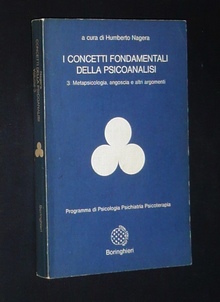 a cura di Humberto Nagera
I CONCETTI FONDAMENTALI
DELLA PSICOANALISI
3: Metapsicologia, angoscia e altri argomenti
Programma di Psicologia Psichiatria Psicoterapia
Boringhieri